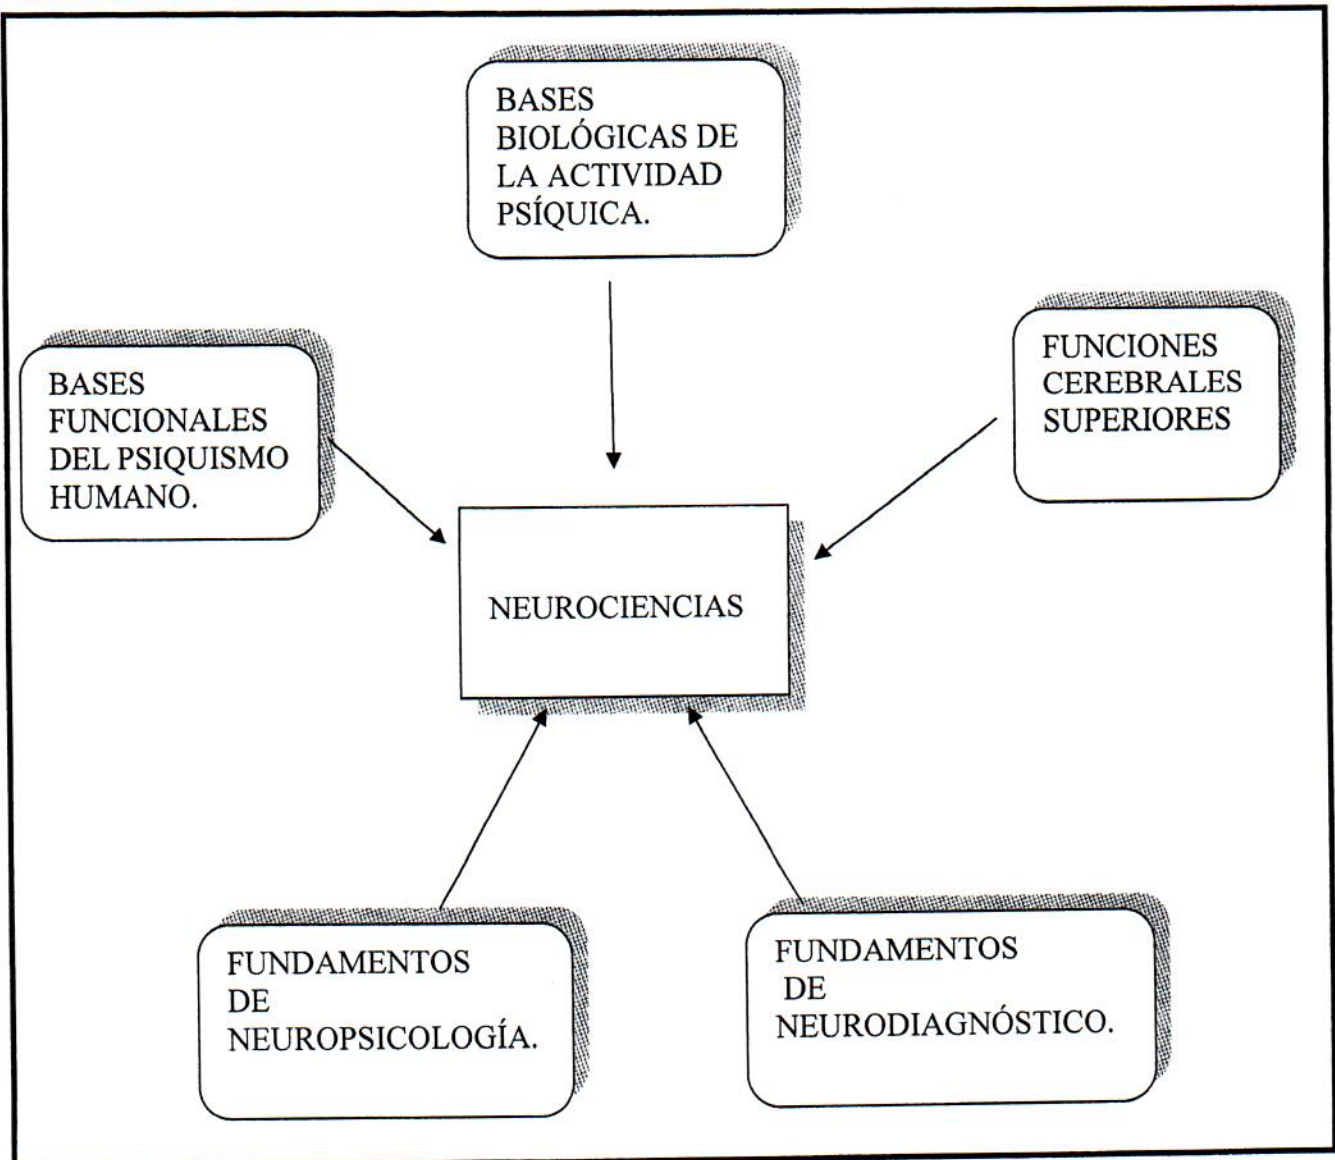 BASES
BIOLÓGICAS DE
LA ACTIVIDAD
PSÍQUICA.
BASES
FUNCIONALES
DEL PSIQUISMO
HUMANO.
FUNCIONES
CEREBRALES
SUPERIORES
NEUROCIENCIAS
FUNDAMENTOS
DE
NEUROPSICOLOGÍA.
FUNDAMENTOS
DE
NEURODIAGNÓSTICO.